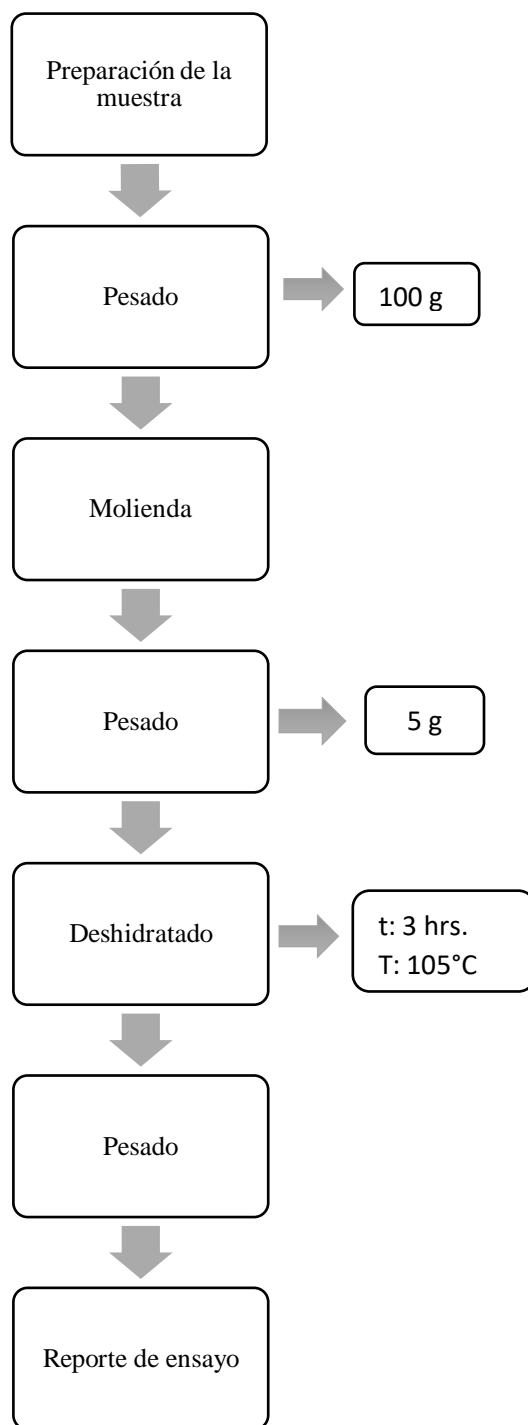 Preparación de la
muestra
Pesado
100 g
Molienda
Pesado
5 g
Deshidratado
t: 3 hrs.
T: 105°C
Pesado
Reporte de ensayo